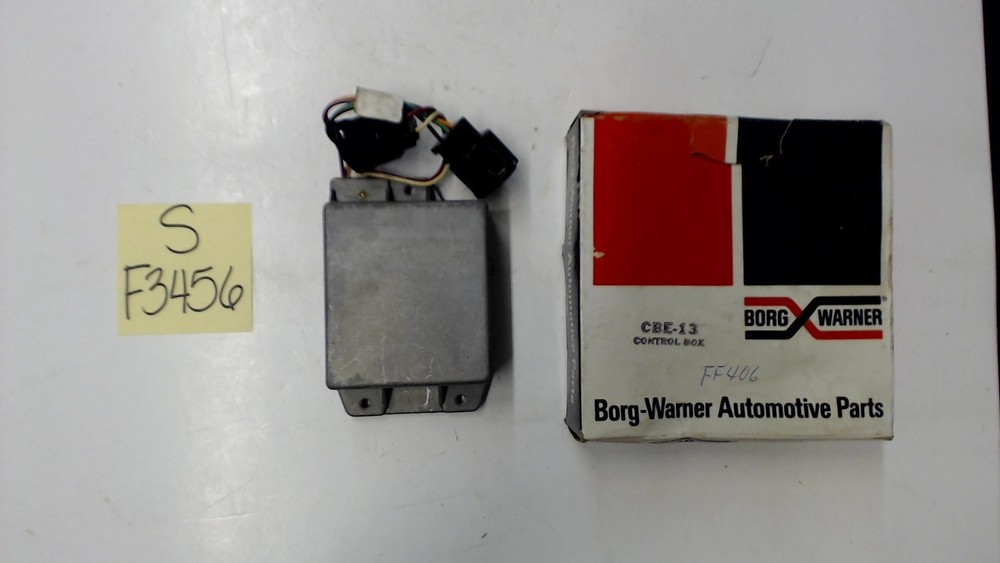 S
F3456
CBE-13
CONTROL BOX
BORG WARNER®
FF406
Borg-Warner Automotive Parts